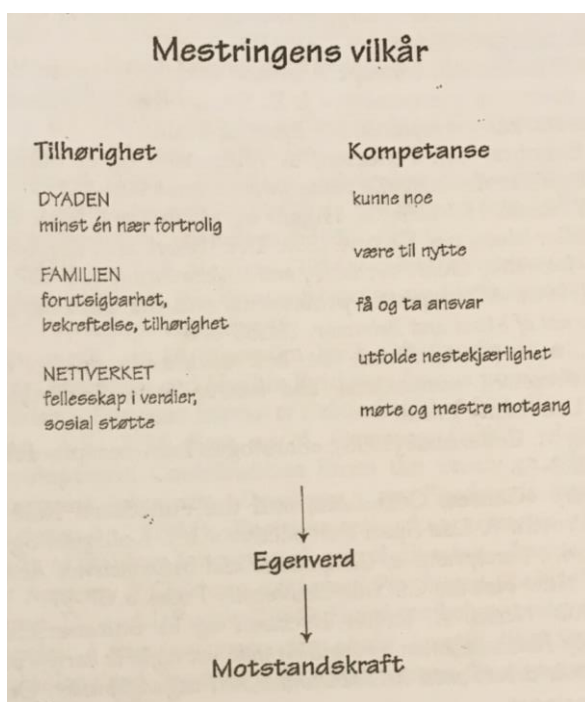 Mestringens vilkår
Tilhørighet
DYADEN
minst én nær fortrolig
FAMILIEN
forutsigbarhet,
bekreftelse, tilhørighet
NETTVERKET
fellesskap i verdier,
sosial støtte
Kompetanse
kunne noe
være til nytte
få og ta ansvar
utfolde nestekjærlighet
møte og mestre motgang
Egenverd
Motstandskraft